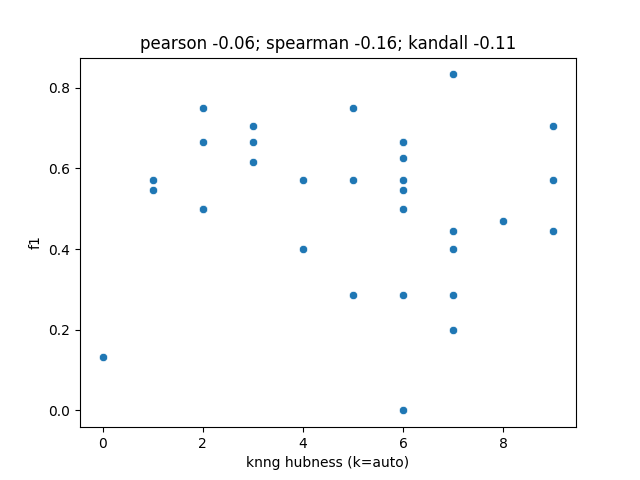 pearson -0.06; spearman -0.16; kandall -0.11
0.8
0.6
0.4
0.2
0.0
f1
0 2 4 6 8
knng hubness (k=auto)